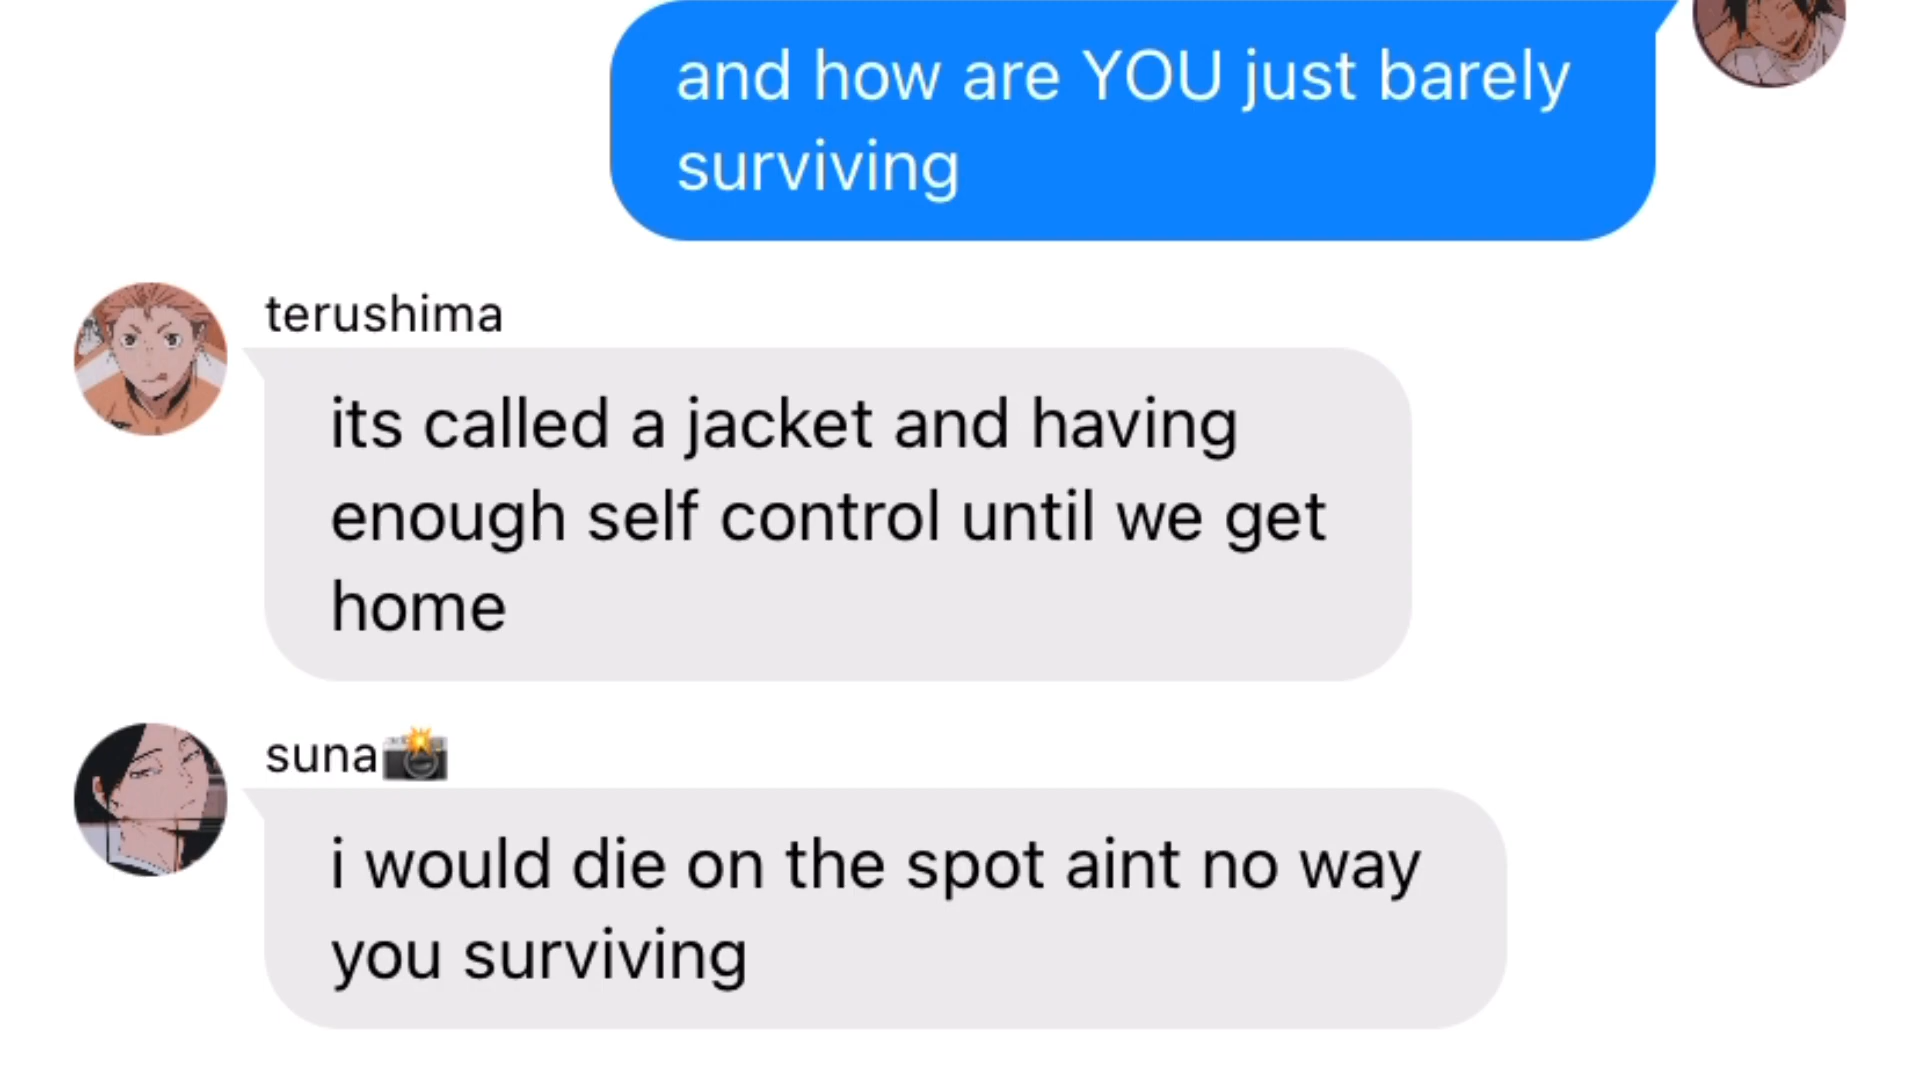 and how are YOU just barely
surviving
terushima
its called a jacket and having
enough self control until we get
home
suna📸
i would die on the spot aint no way
you surviving